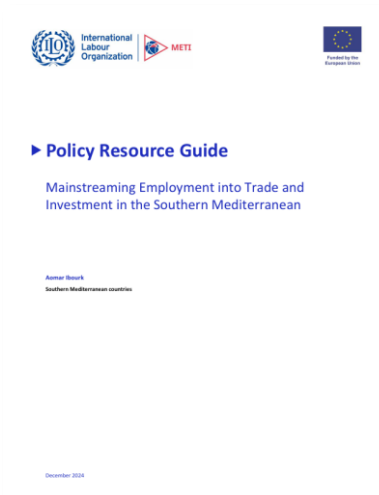 International
Labour
Organization
METI
Funded by the
European Union
Policy Resource Guide
Mainstreaming Employment into Trade and
Investment in the Southern Mediterranean
Aomar Ibourk
Southern Mediterranean countries
December 2024